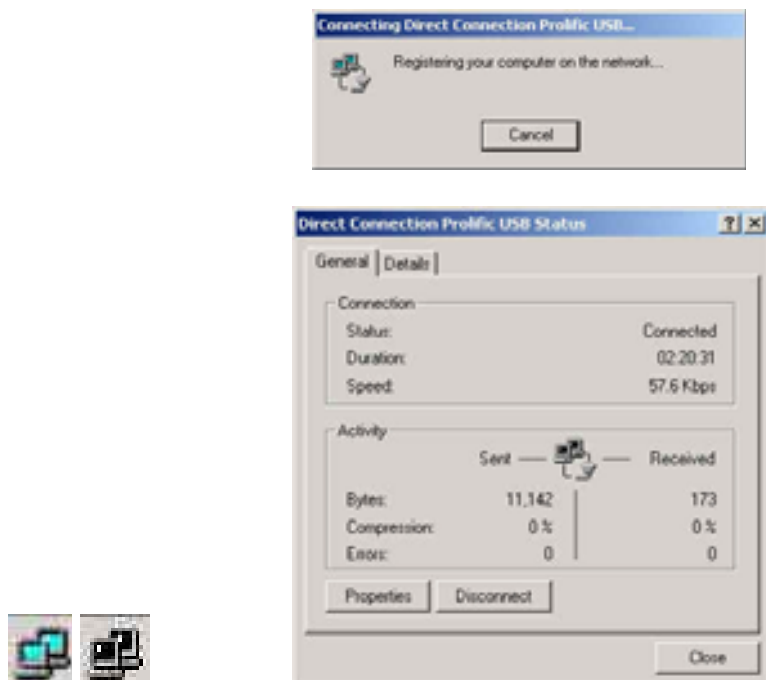 Connecting Direct Connection Prolific USB...
Registering your computer on the network...
Cancel
Direct Connection Prolific USB Status
General Details
Connection
Status: Connected
Duration: 02:20:31
Speed: 57.6 Kbps
Activity
Sent Received
Bytes: 11,142 173
Compression: 0 % 0 %
Errors: 0 0
Properties Disconnect
Close